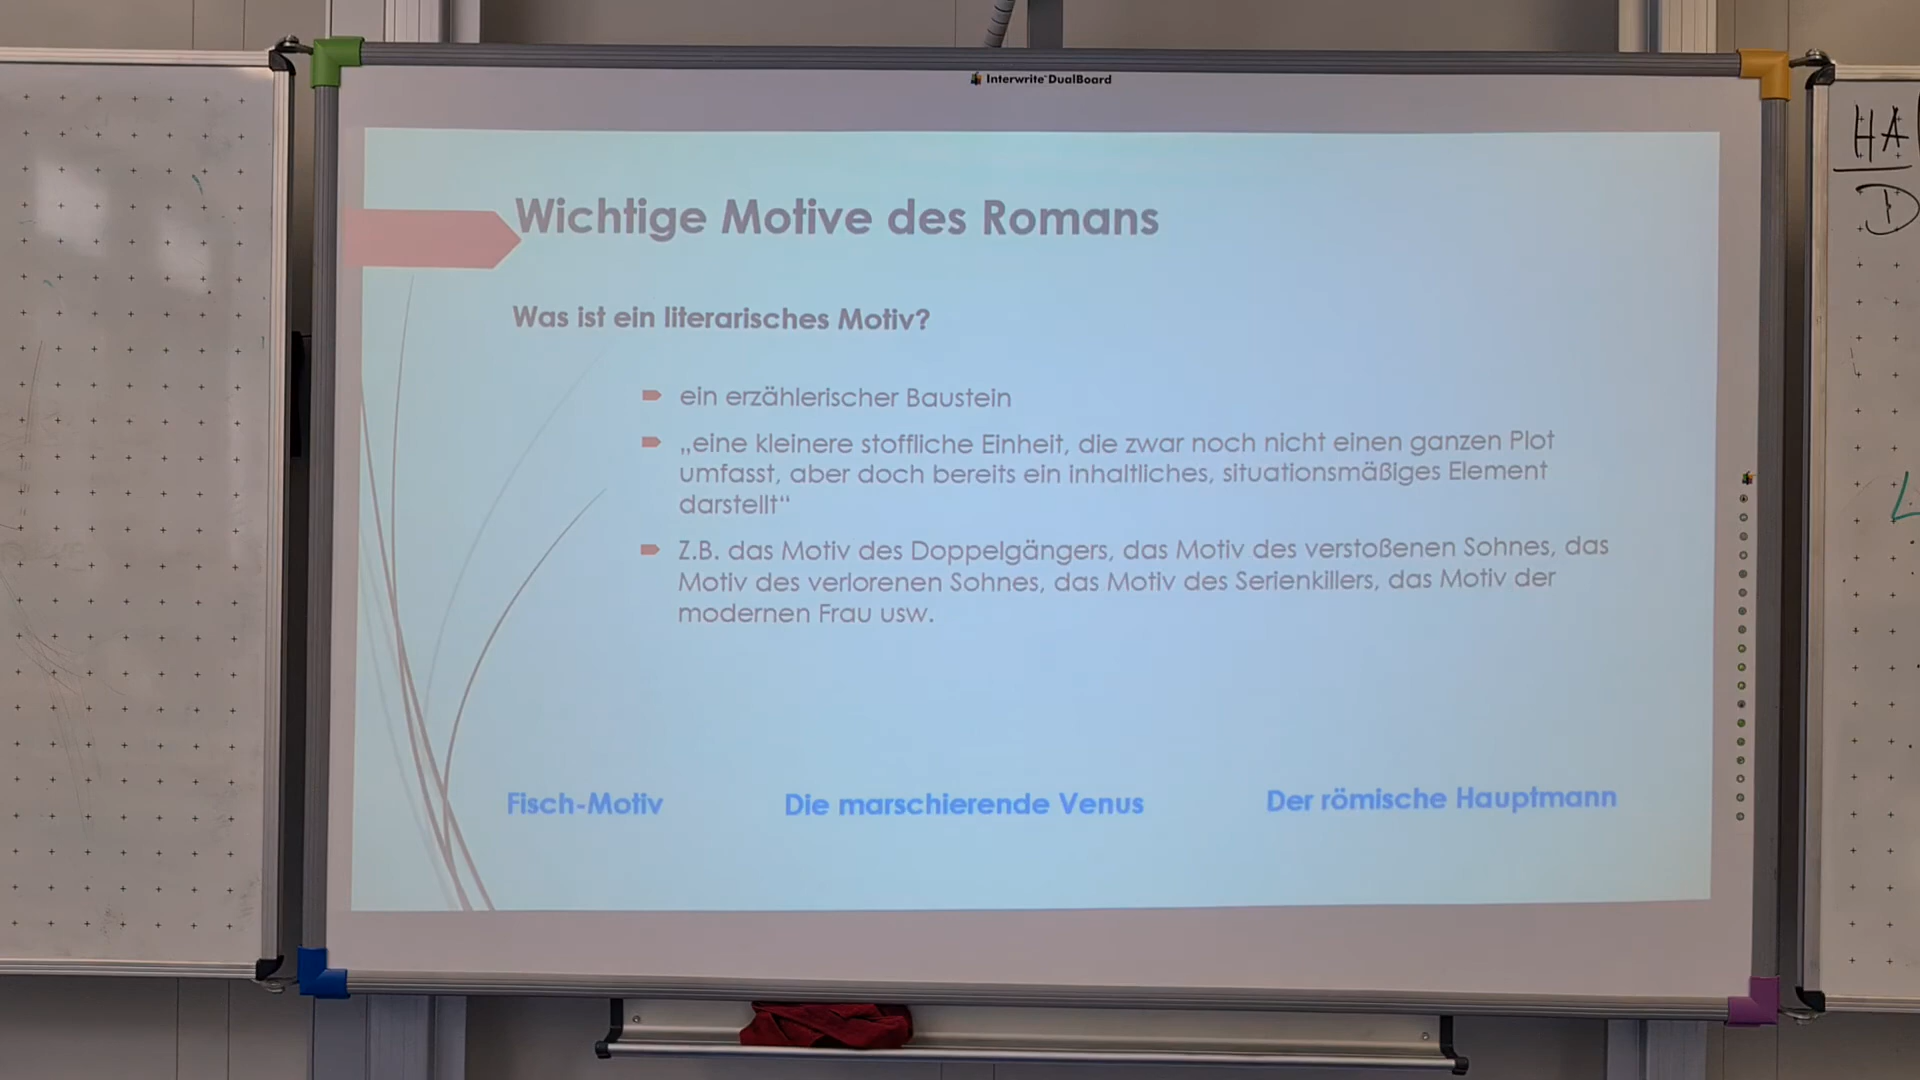 Interwrite DualBoard
HA
D
Wichtige Motive des Romans
Was ist ein literarisches Motiv?
ein erzählerischer Baustein
„eine kleinere stoffliche Einheit, die zwar noch nicht einen ganzen Plot
umfasst, aber doch bereits ein inhaltliches, situationsmäßiges Element
darstellt“
Z.B. das Motiv des Doppelgängers, das Motiv des verstoßenen Sohnes, das
Motiv des verlorenen Sohnes, das Motiv des Serienkillers, das Motiv der
modernen Frau usw.
Fisch-Motiv
Die marschierende Venus
Der römische Hauptmann